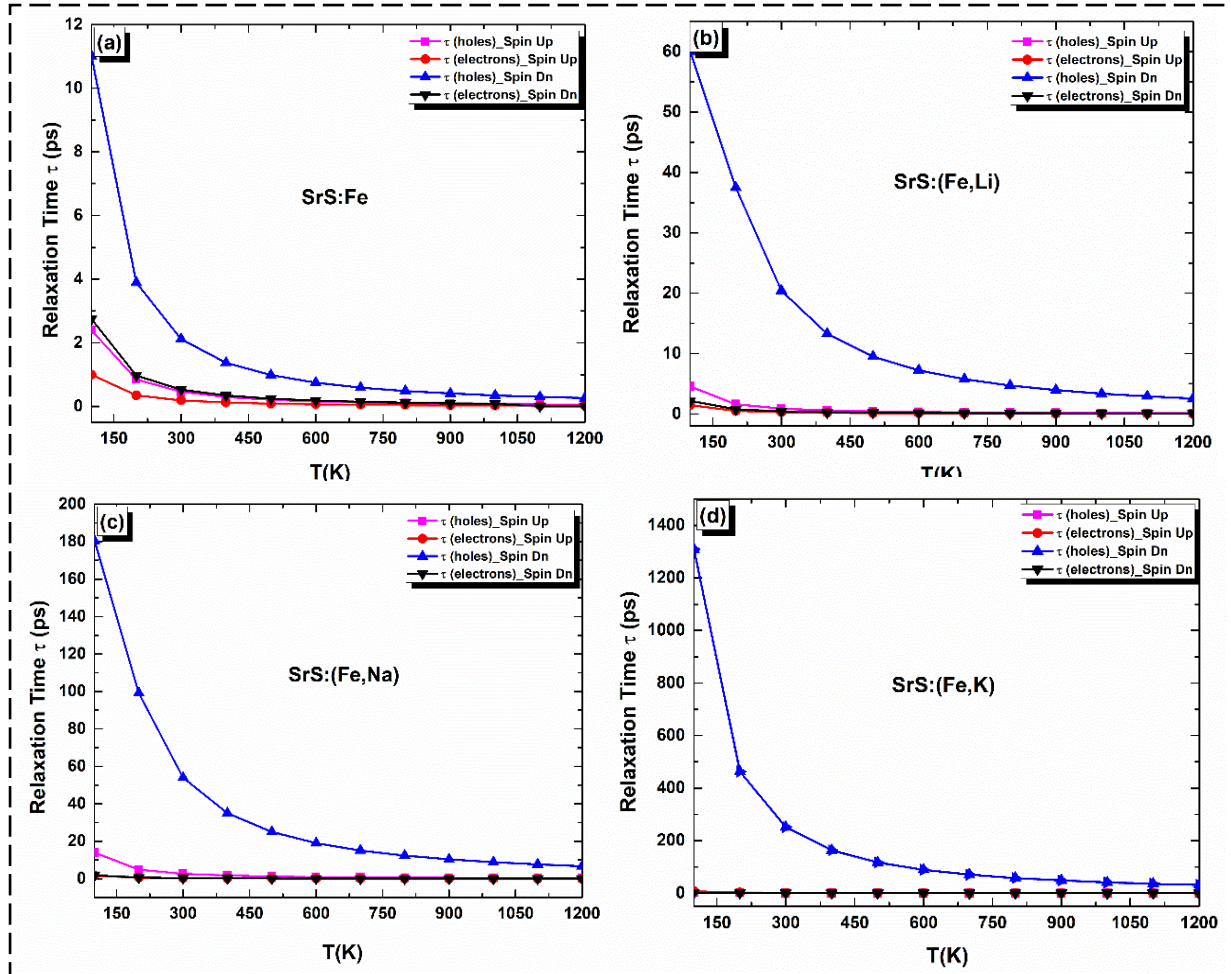 (a)
τ (holes)_Spin Up
τ (electrons)_Spin Up
τ (holes)_Spin Dn
τ (electrons)_Spin Dn
SrS:Fe
Relaxation Time τ (ps)
12
10
8
6
4
2
0
150 300 450 600 750 900 1050 1200
T(K)
(b)
τ (holes)_Spin Up
τ (electrons)_Spin Up
τ (holes)_Spin Dn
τ (electrons)_Spin Dn
SrS:(Fe,Li)
Relaxation Time τ (ps)
60
50
40
30
20
10
0
150 300 450 600 750 900 1050 1200
T(K)
(c)
τ (holes)_Spin Up
τ (electrons)_Spin Up
τ (holes)_Spin Dn
τ (electrons)_Spin Dn
SrS:(Fe,Na)
Relaxation Time τ (ps)
200
180
160
140
120
100
80
60
40
20
0
150 300 450 600 750 900 1050 1200
T(K)
(d)
τ (holes)_Spin Up
τ (electrons)_Spin Up
τ (holes)_Spin Dn
τ (electrons)_Spin Dn
SrS:(Fe,K)
Relaxation Time τ (ps)
1400
1200
1000
800
600
400
200
0
150 300 450 600 750 900 1050 1200
T(K)